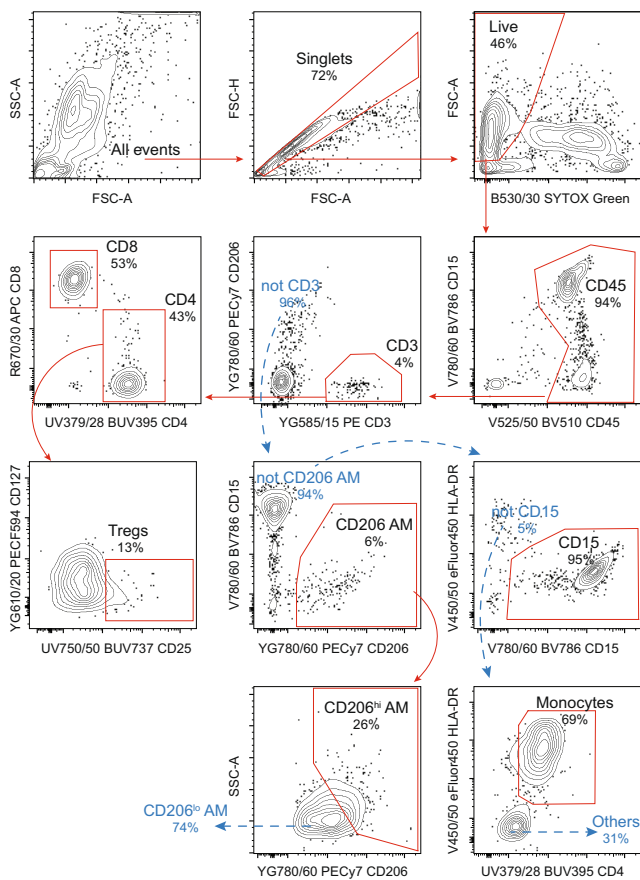 SSC-A
All events
FSC-A
FSC-H
Singlets
72%
FSC-A
FSC-A
Live
46%
B530/30 SYTOX Green
R670/30 APC CD8
CD8
53%
CD4
43%
UV379/28 BUV395 CD4
YG780/60 PECy7 CD206
not CD3
96%
CD3
4%
YG585/15 PE CD3
V780/60 BV786 CD15
CD45
94%
V525/50 BV510 CD45
YG610/20 PECF594 CD127
Tregs
13%
UV750/50 BUV737 CD25
V780/60 BV786 CD15
not CD206 AM
94%
CD206 AM
6%
YG780/60 PECy7 CD206
V450/50 eFluor450 HLA-DR
not CD15
5%
CD15
95%
V780/60 BV786 CD15
SSC-A
CD206hi AM
26%
CD206lo AM
74%
YG780/60 PECy7 CD206
V450/50 eFluor450 HLA-DR
Monocytes
69%
Others
31%
UV379/28 BUV395 CD4